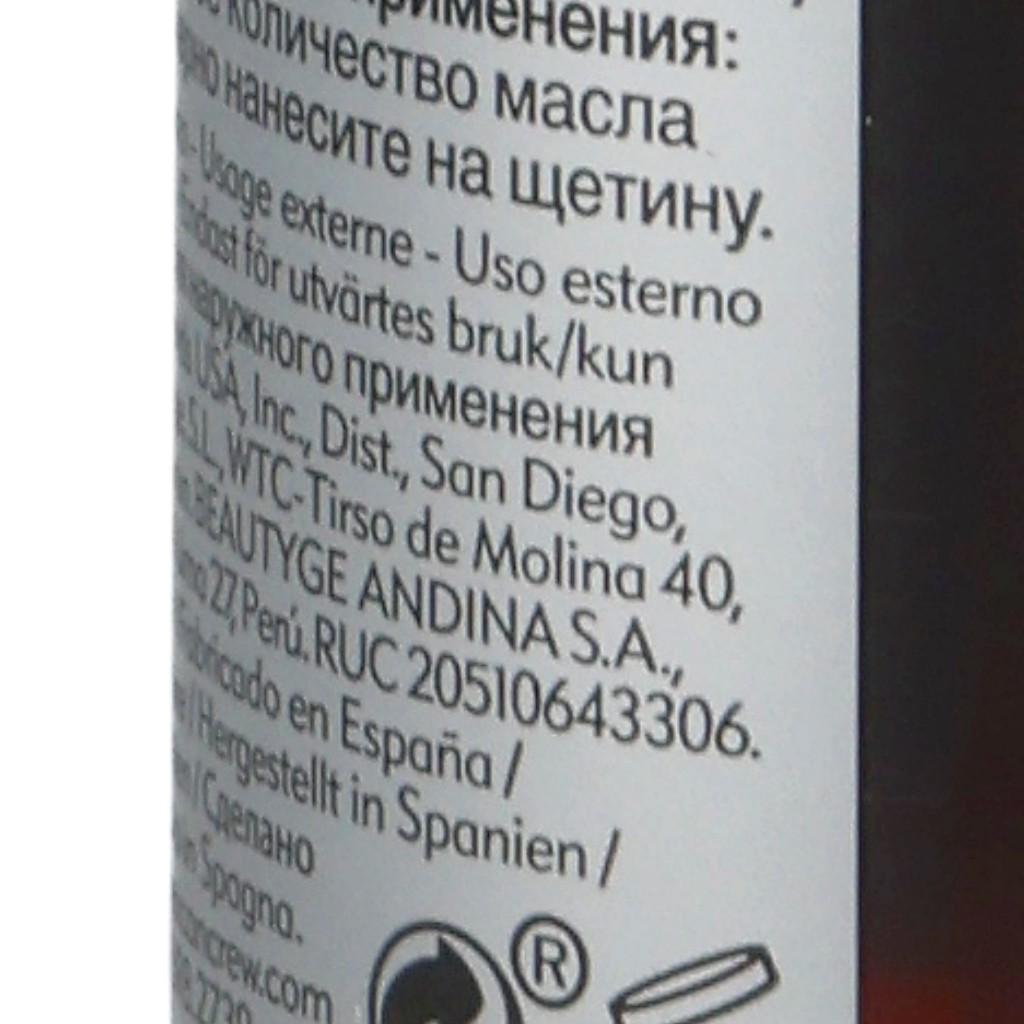 применения:
количество масла
нанесите на щетину.
- Usage externe - Uso esterno
för utvärtes bruk/kun
наружного применения
USA, Inc., Dist., San Diego,
S.L., WTC-Tirso de Molina 40,
BEAUTYGE ANDINA S.A.,
27, Perú. RUC 20510643306.
Fabricado en España /
/ Hergestellt in Spanien /
/ Сделано
Spagna.
crew.com
2730
®